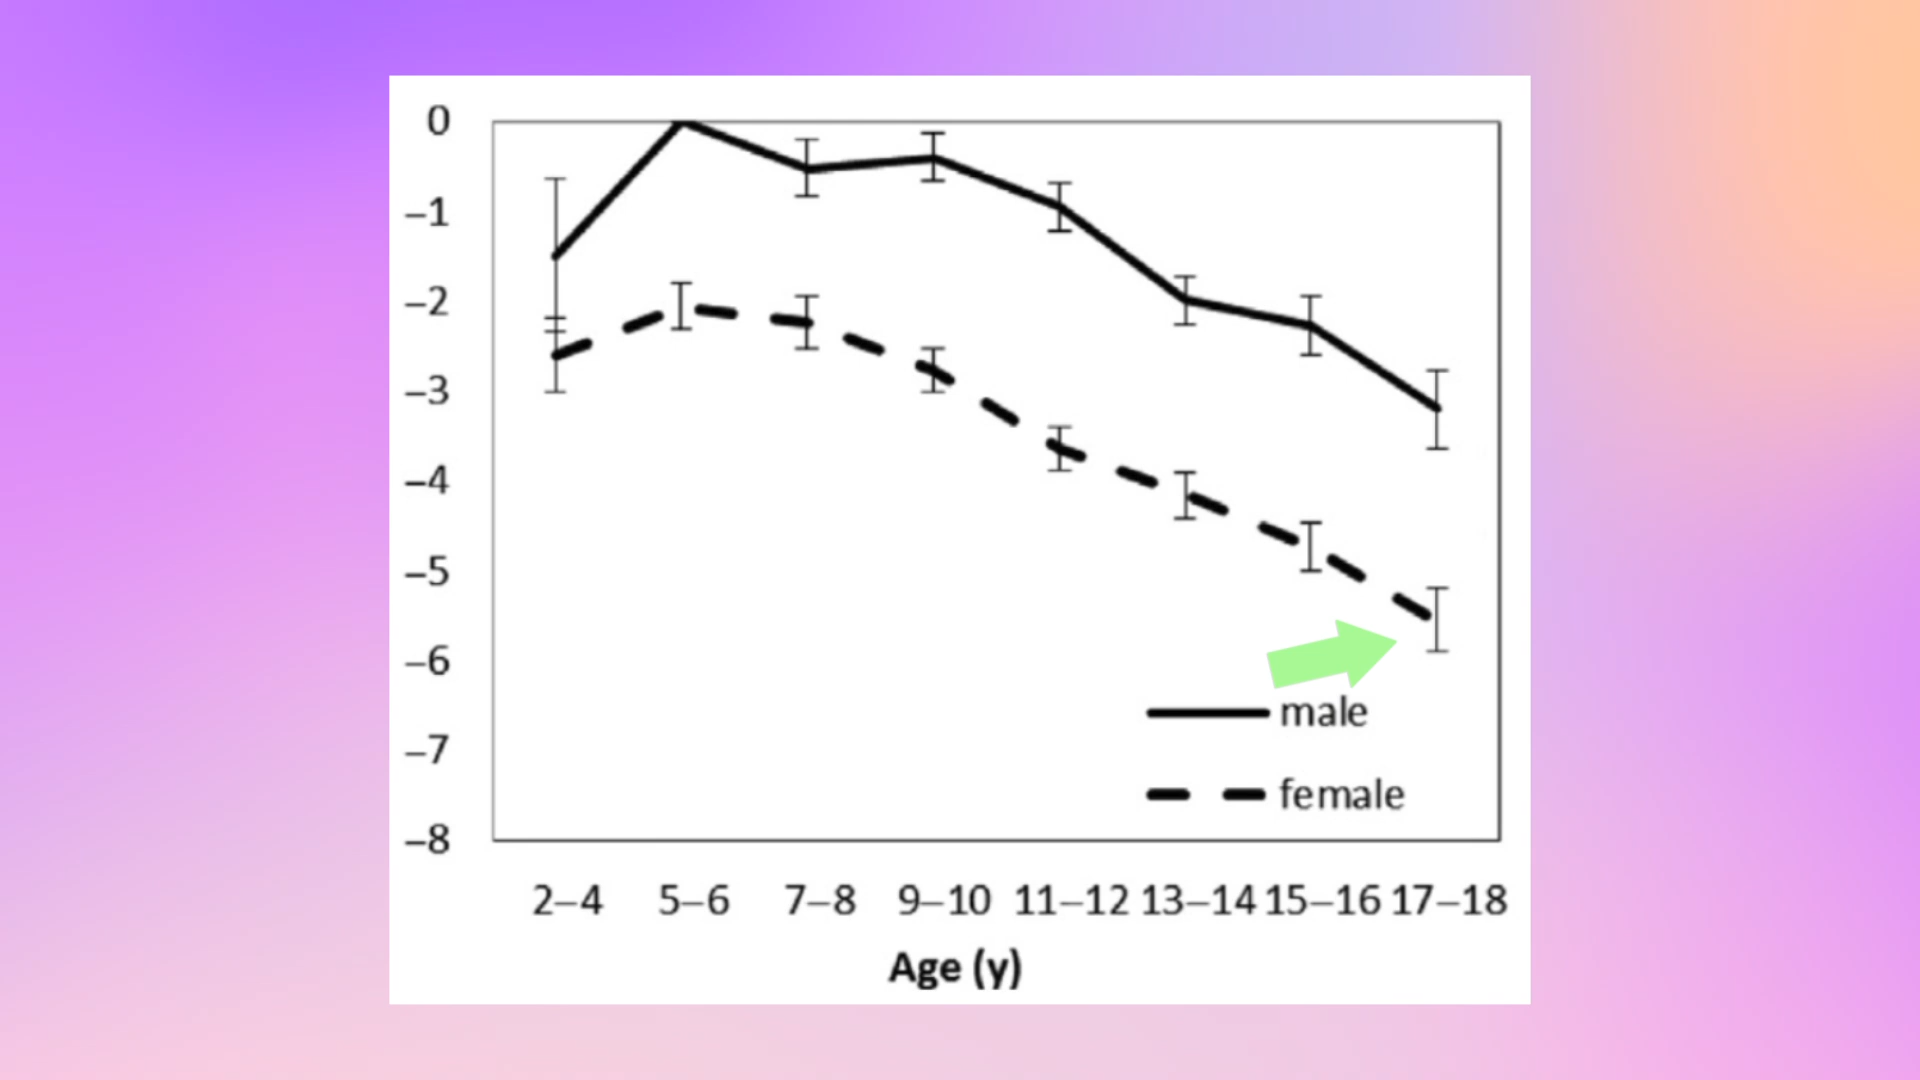 0
–1
–2
–3
–4
–5
–6
–7
–8
male
female
2–4 5–6 7–8 9–10 11–12 13–14 15–16 17–18
Age (y)